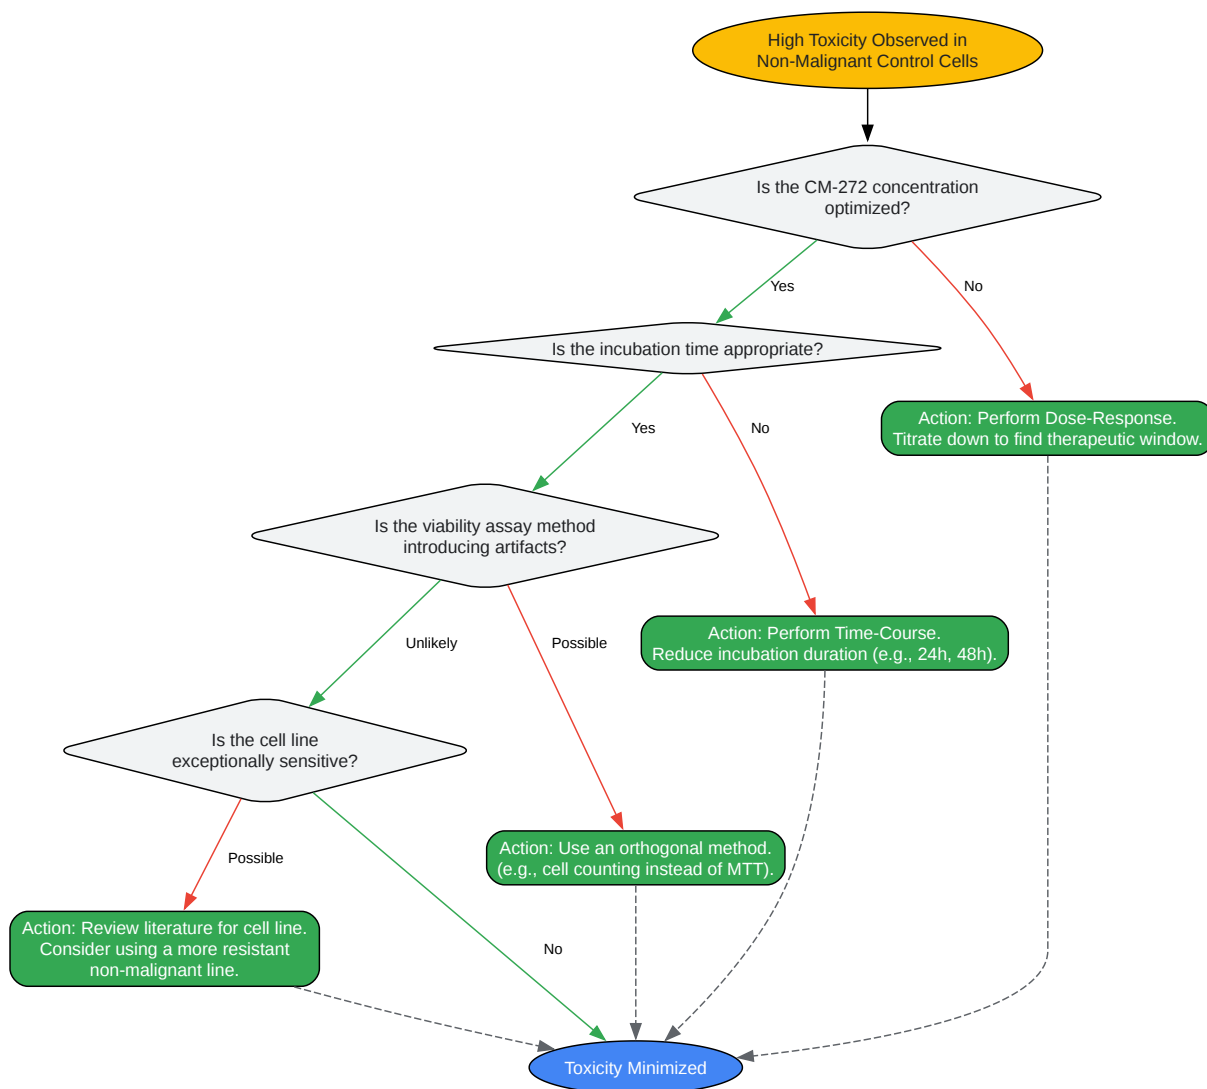 High Toxicity Observed in
Non-Malignant Control Cells
Is the CM-272 concentration
optimized?
Yes
No
Is the incubation time appropriate?
Action: Perform Dose-Response.
Titrate down to find therapeutic window.
Yes
No
Is the viability assay method
introducing artifacts?
Action: Perform Time-Course.
Reduce incubation duration (e.g., 24h, 48h).
Unlikely
Possible
Is the cell line
exceptionally sensitive?
Action: Use an orthogonal method.
(e.g., cell counting instead of MTT).
Possible
No
Action: Review literature for cell line.
Consider using a more resistant
non-malignant line.
Toxicity Minimized